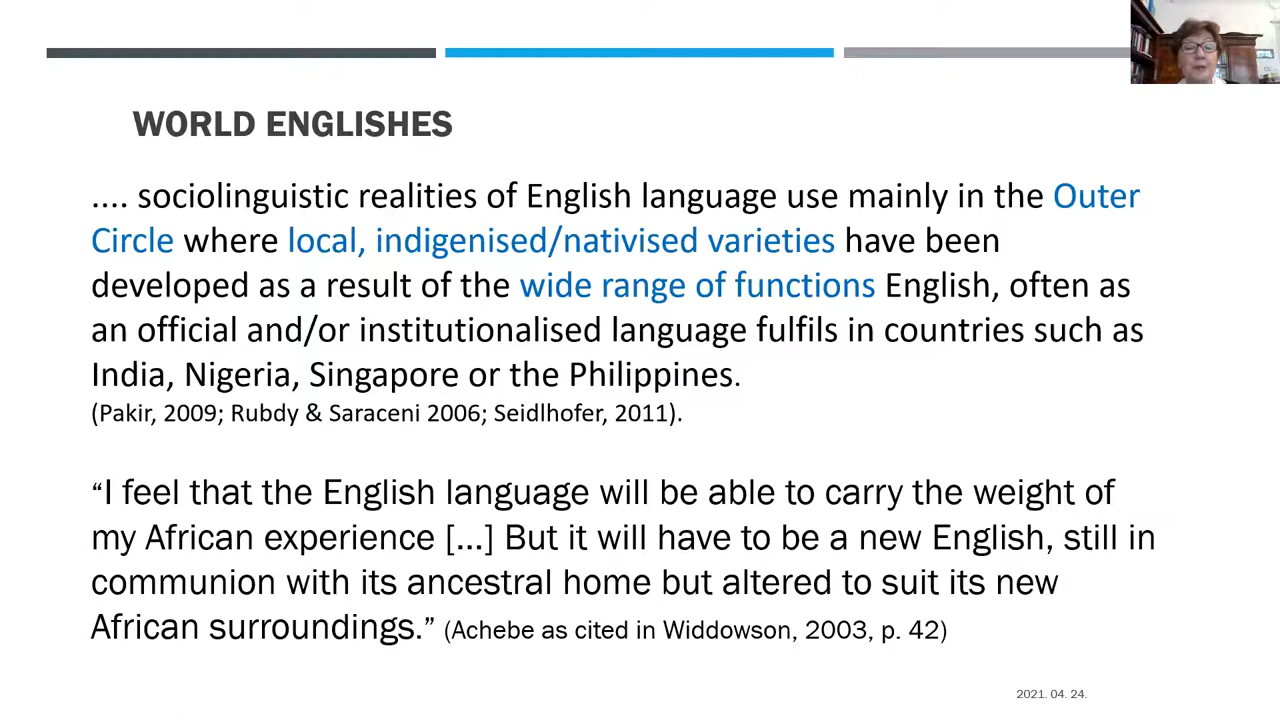 WORLD ENGLISHES
.... sociolinguistic realities of English language use mainly in the Outer
Circle where local, indigenised/nativised varieties have been
developed as a result of the wide range of functions English, often as
an official and/or institutionalised language fulfils in countries such as
India, Nigeria, Singapore or the Philippines.
(Pakir, 2009; Rubdy & Saraceni 2006; Seidlhofer, 2011).
“I feel that the English language will be able to carry the weight of
my African experience […] But it will have to be a new English, still in
communion with its ancestral home but altered to suit its new
African surroundings.” (Achebe as cited in Widdowson, 2003, p. 42)
2021. 04. 24.